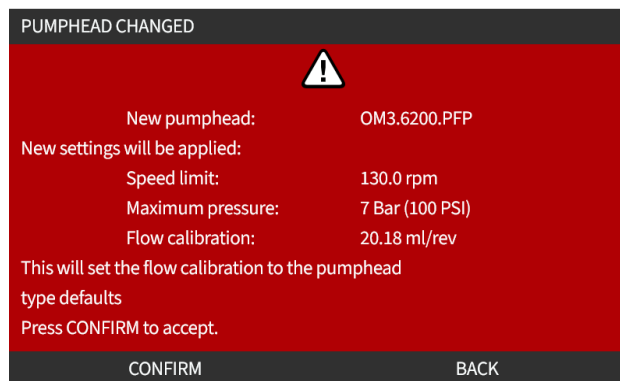 PUMPHEAD CHANGED
New pumphead: OM3.6200.PFP
New settings will be applied:
Speed limit: 130.0 rpm
Maximum pressure: 7 Bar (100 PSI)
Flow calibration: 20.18 ml/rev
This will set the flow calibration to the pumphead
type defaults
Press CONFIRM to accept.
CONFIRM BACK